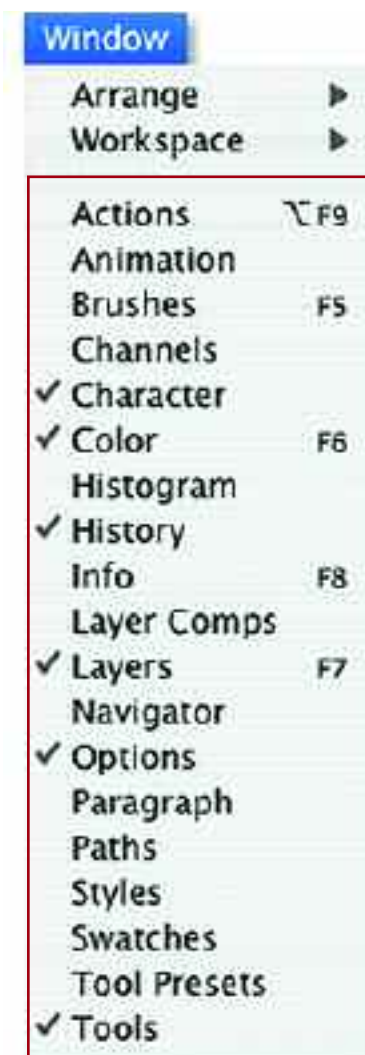 Window
Arrange ▶
Workspace ▶
Actions ⌥F9
Animation
Brushes F5
Channels
✓ Character
✓ Color F6
Histogram
✓ History
Info F8
Layer Comps
✓ Layers F7
Navigator
✓ Options
Paragraph
Paths
Styles
Swatches
Tool Presets
✓ Tools